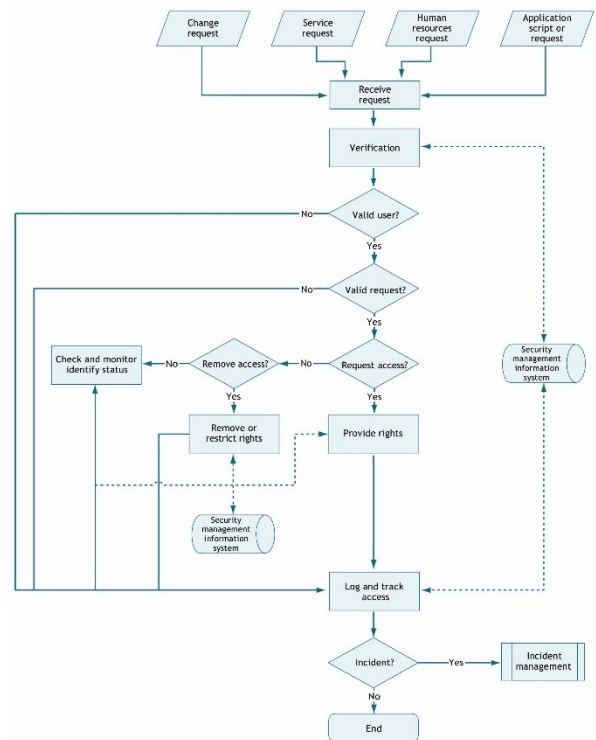 Change
request
Service
request
Human
resources
request
Application
script or
request
Receive
request
Verification
No
Valid user?
Yes
No
Valid request?
Yes
Check and monitor
identify status
No
Remove access?
No
Request access?
Security
management
information
system
Yes
Yes
Remove or
restrict rights
Provide rights
Security
management
information
system
Log and track
access
Incident?
Yes
Incident
management
No
End